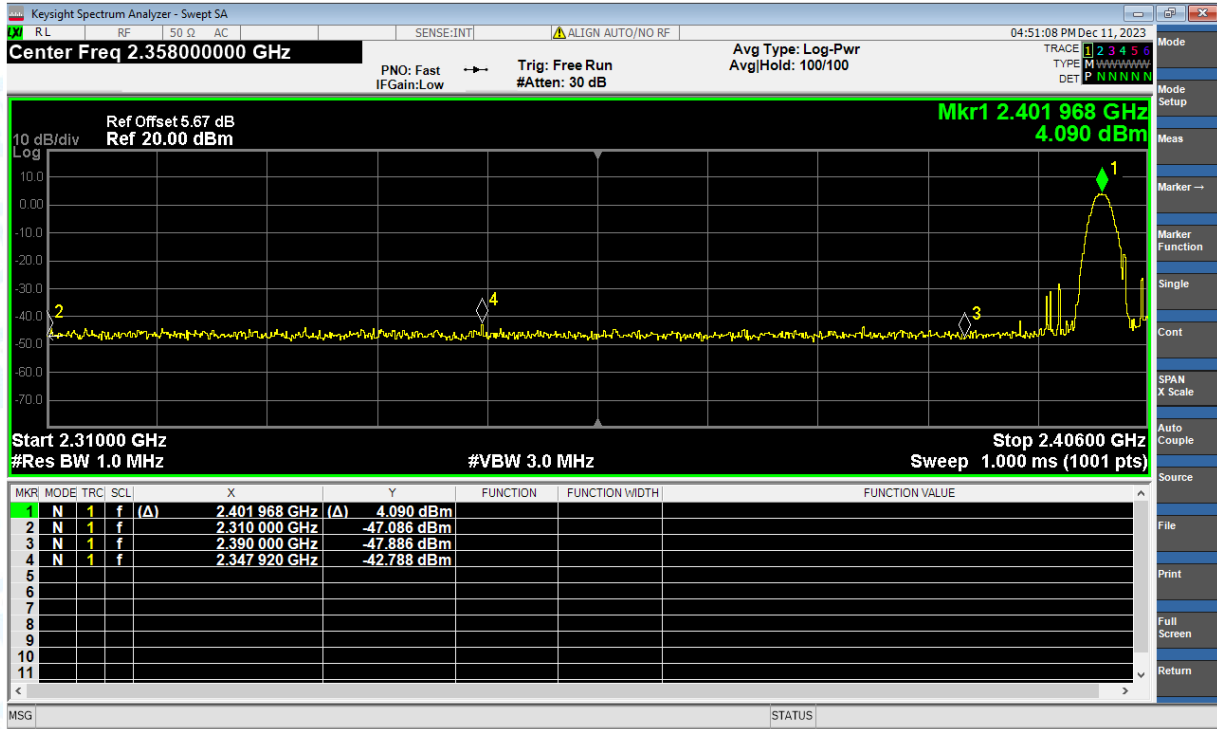 Keysight Spectrum Analyzer - Swept SA
LXI RL RF 50 Ω AC SENSE:INT ALIGN AUTO/NO RF 04:51:08 PM Dec 11, 2023
Center Freq 2.358000000 GHz
PNO: Fast
IFGain:Low
Trig: Free Run
#Atten: 30 dB
Avg Type: Log-Pwr
Avg|Hold: 100/100
TRACE 1 2 3 4 5 6
TYPE M WWWWW
DET P N N N N N
Mkr1 2.401 968 GHz
4.090 dBm
Ref Offset 5.67 dB
10 dB/div Ref 20.00 dBm
Log
10.0
0.00
-10.0
-20.0
-30.0
-40.0
-50.0
-60.0
-70.0
1
2
4
3
Start 2.31000 GHz Stop 2.40600 GHz
#Res BW 1.0 MHz #VBW 3.0 MHz Sweep 1.000 ms (1001 pts)
MKR MODE TRC SCL X Y FUNCTION FUNCTION WIDTH FUNCTION VALUE
1 N 1 f (Δ) 2.401 968 GHz (Δ) 4.090 dBm
2 N 1 f 2.310 000 GHz -47.086 dBm
3 N 1 f 2.390 000 GHz -47.886 dBm
4 N 1 f 2.347 920 GHz -42.788 dBm
5
6
7
8
9
10
11
MSG STATUS
Mode
Mode
Setup
Meas
Marker →
Marker
Function
Single
Cont
SPAN
X Scale
Auto
Couple
Source
File
Print
Full
Screen
Return